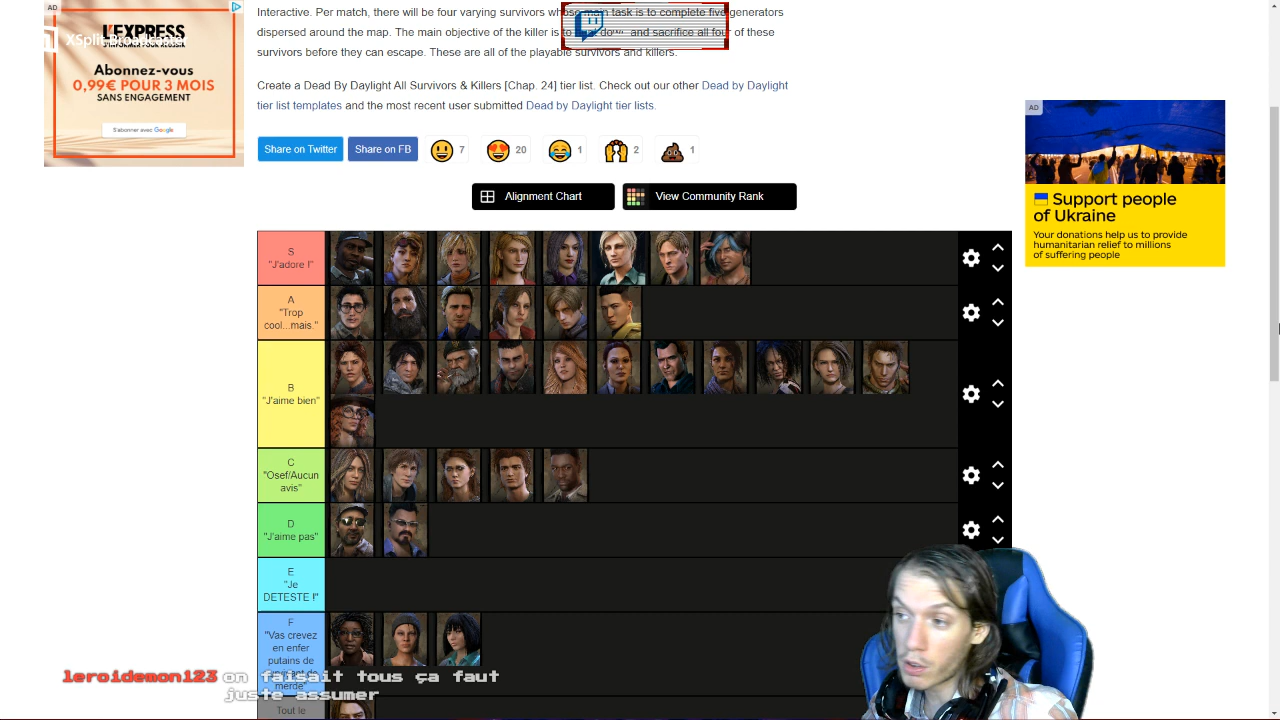 AD
L'EXPRESS
Abonnez-vous
0,99€ POUR 3 MOIS
SANS ENGAGEMENT
S'abonner avec Google
Interactive. Per match, there will be four varying survivors whose main task is to complete five generators
dispersed around the map. The main objective of the killer is to and sacrifice all four of these
survivors before they can escape. These are all of the playable survivors and killers.
Create a Dead By Daylight All Survivors & Killers [Chap. 24] tier list. Check out our other Dead by Daylight
tier list templates and the most recent user submitted Dead by Daylight tier lists.
Share on Twitter
Share on FB
7
20
1
2
1
Alignment Chart
View Community Rank
AD
Support people
of Ukraine
Your donations help us to provide
humanitarian relief to millions
of suffering people
S
"J'adore !"
A
"Trop
cool...mais."
B
"J'aime bien"
C
"Osef/Aucun
avis"
D
"J'aime pas"
E
"Je
DETESTE !"
F
"Vas crevez
en enfer
putains de
merde"
Tout le
leroidemon123 on faisait tous ça faut
juste assumer